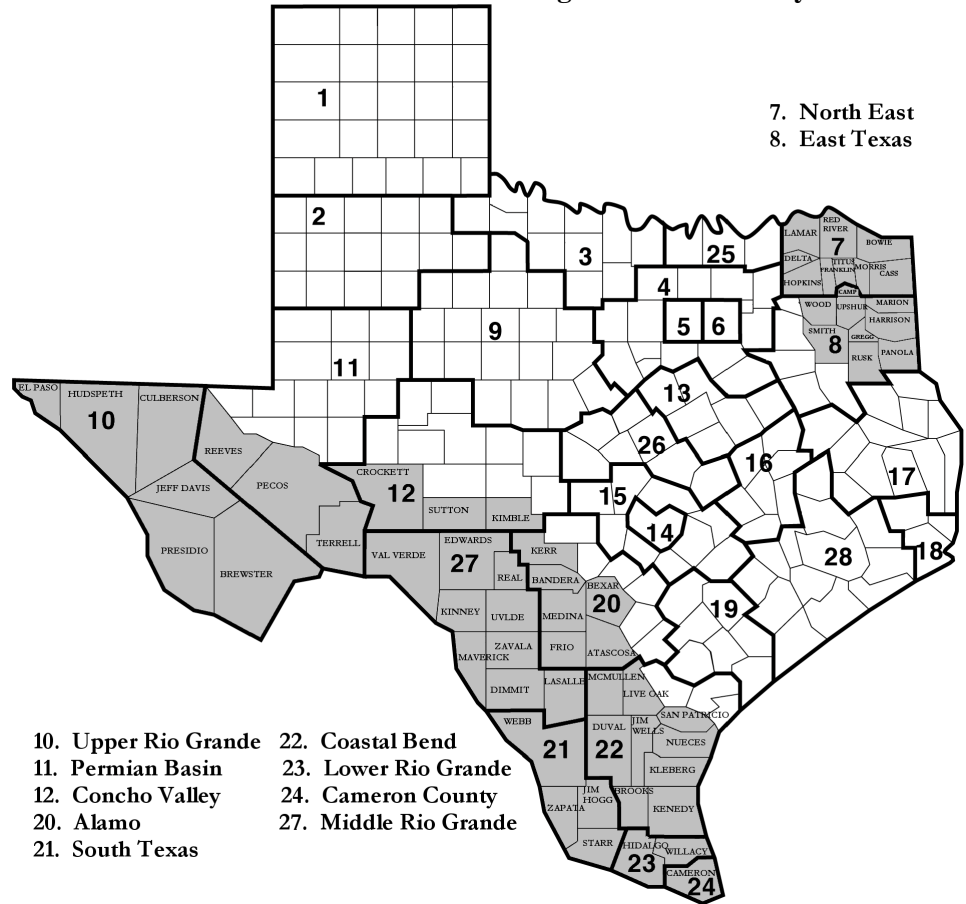 1
7. North East
8. East Texas
2
3
25
LAMAR
RED
RIVER
7
BOWIE
DELTA
TITUS
FRANKLIN
MORRIS
CASS
HOPKINS
CAMP
4
5
6
9
WOOD
UPSHUR
MARION
HARRISON
SMITH
8
GREGG
RUSK
PANOLA
11
EL PASO
HUDSPETH
CULBERSON
10
13
REEVES
26
16
JEFF DAVIS
PECOS
CROCKETT
12
15
17
SUTTON
KIMBLE
14
PRESIDIO
TERRELL
BREWSTER
VAL VERDE
EDWARDS
27
REAL
KERR
BANDERA
BEXAR
20
28
18
KINNEY
UVLDE
MEDINA
19
MAVERICK
ZAVALA
FRIO
ATASCOSA
DIMMIT
LASALLE
MCMULLEN
LIVE OAK
WEBB
21
DUVAL
22
JIM
WELLS
SAN PATRICIO
NUECES
KLEBERG
ZAPATA
JIM
HOGG
BROOKS
KENEDY
STARR
HIDALGO
23
WILLACY
CAMERON
24
10. Upper Rio Grande
11. Permian Basin
12. Concho Valley
20. Alamo
21. South Texas
22. Coastal Bend
23. Lower Rio Grande
24. Cameron County
27. Middle Rio Grande